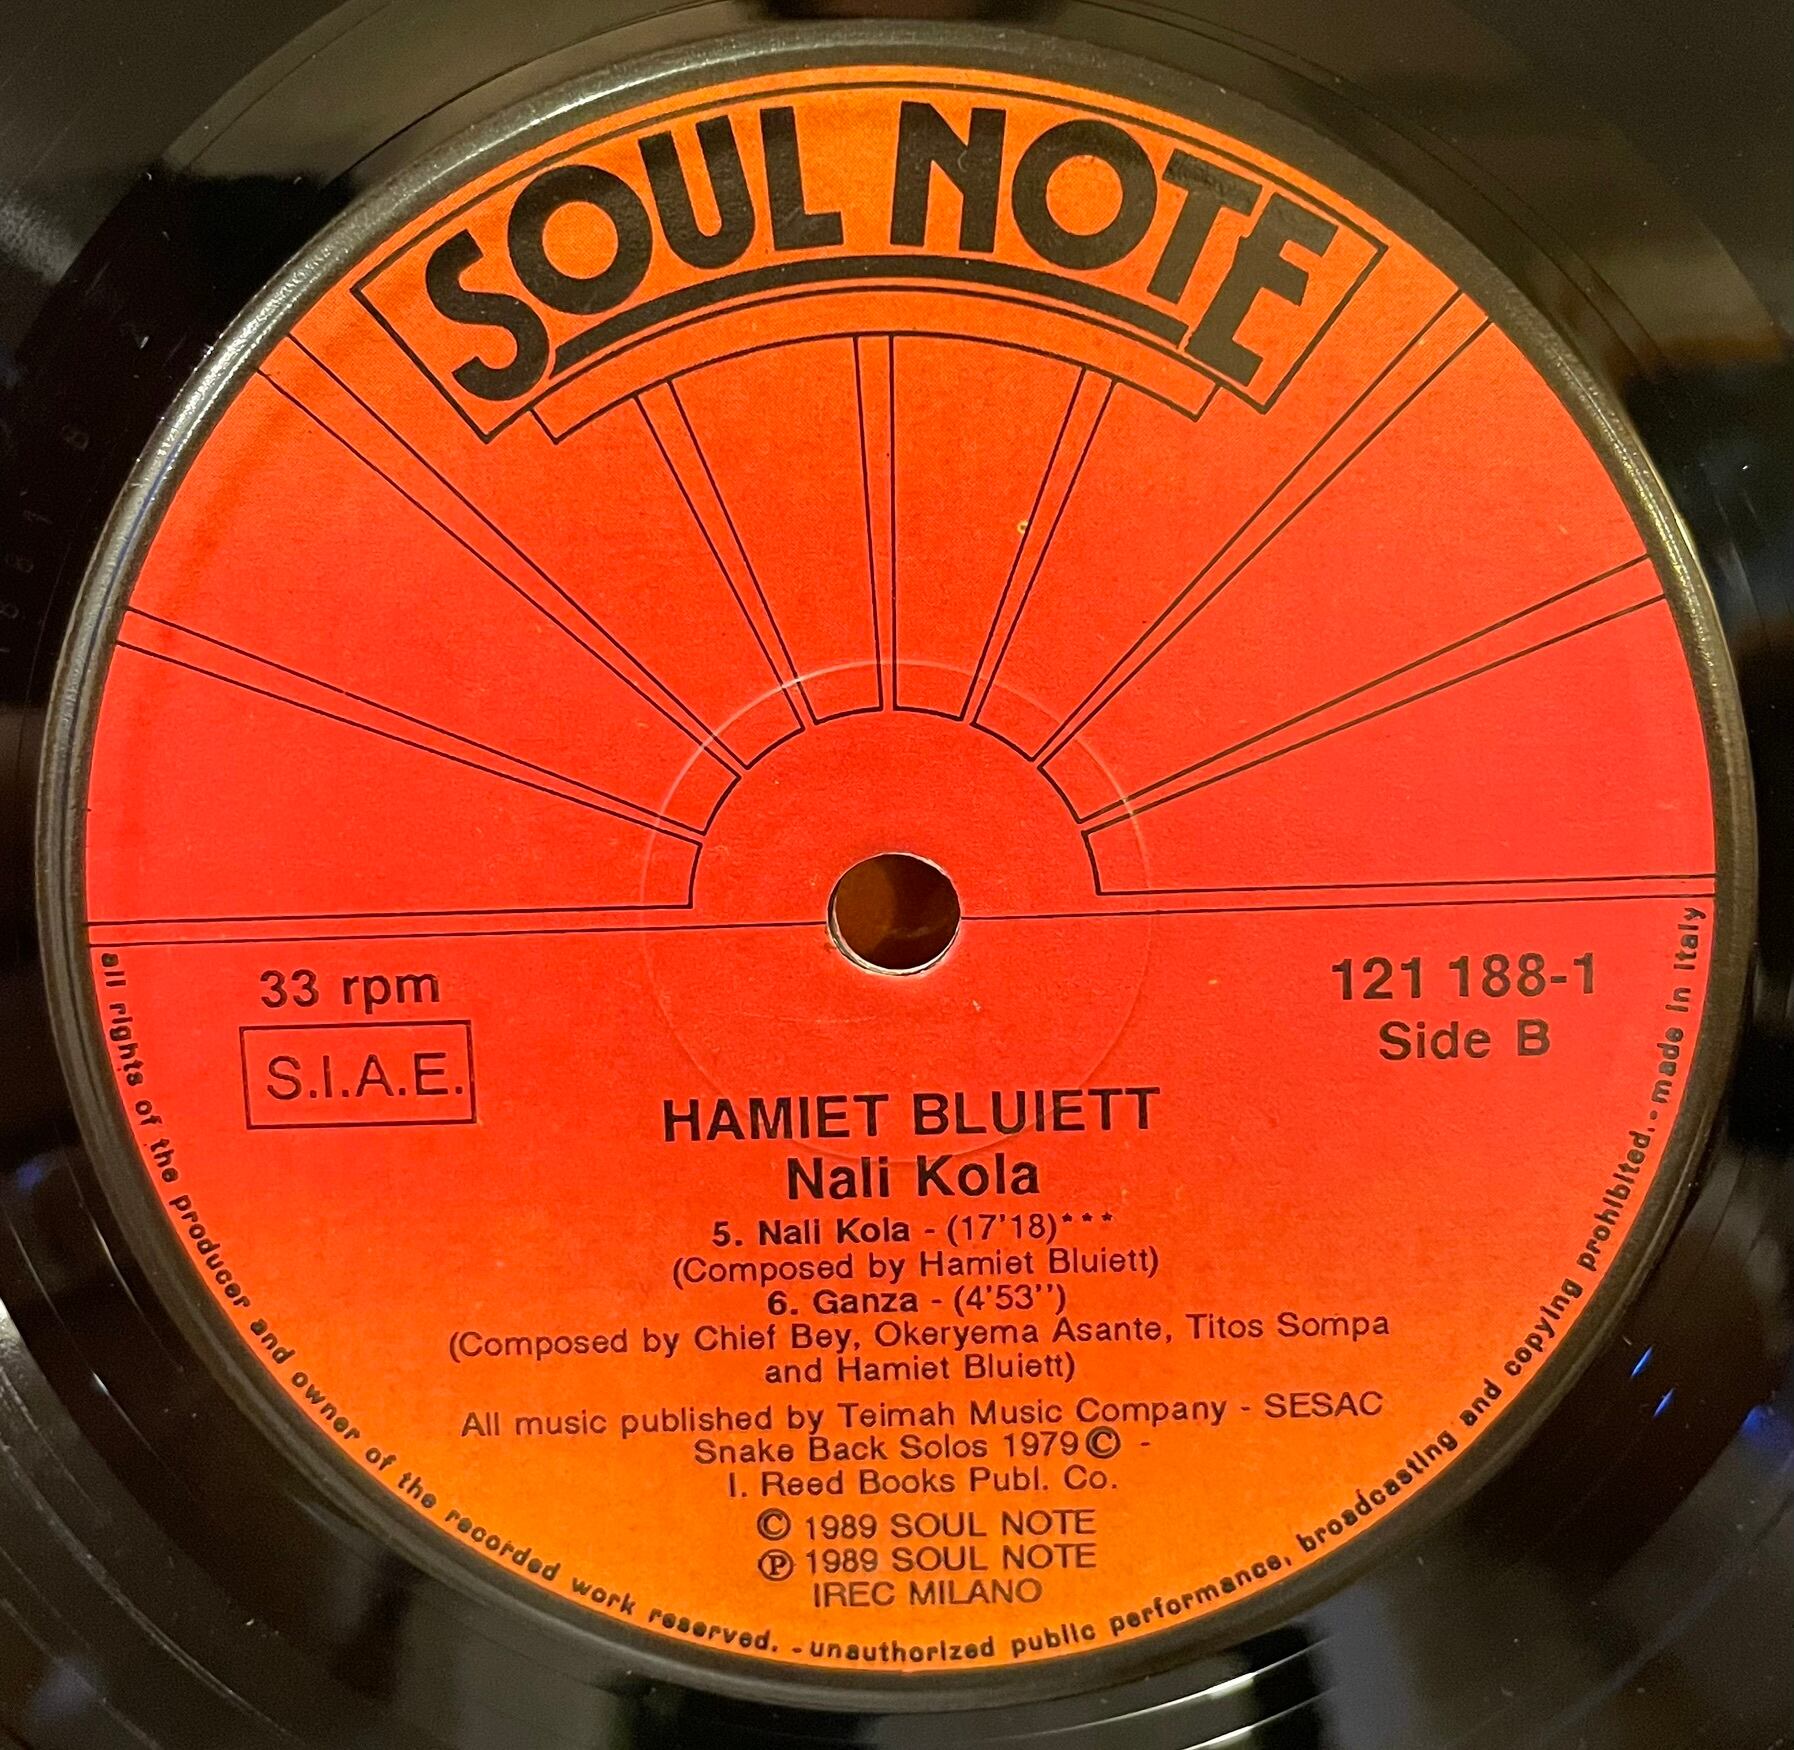 SOUL NOTE
33 rpm
S.I.A.E.
121 188-1
Side B
HAMIET BLUIETT
Nali Kola
5. Nali Kola - (17'18)***
(Composed by Hamiet Bluiett)
6. Ganza - (4'53'')
(Composed by Chief Bey, Okeryema Asante, Titos Sompa
and Hamiet Bluiett)
All music published by Teimah Music Company - SESAC
Snake Back Solos 1979 © -
I. Reed Books Publ. Co.
© 1989 SOUL NOTE
℗ 1989 SOUL NOTE
IREC MILANO
all rights of the producer and owner of the recorded work reserved. - unauthorized public performance, broadcasting and copying prohibited. - made in Italy